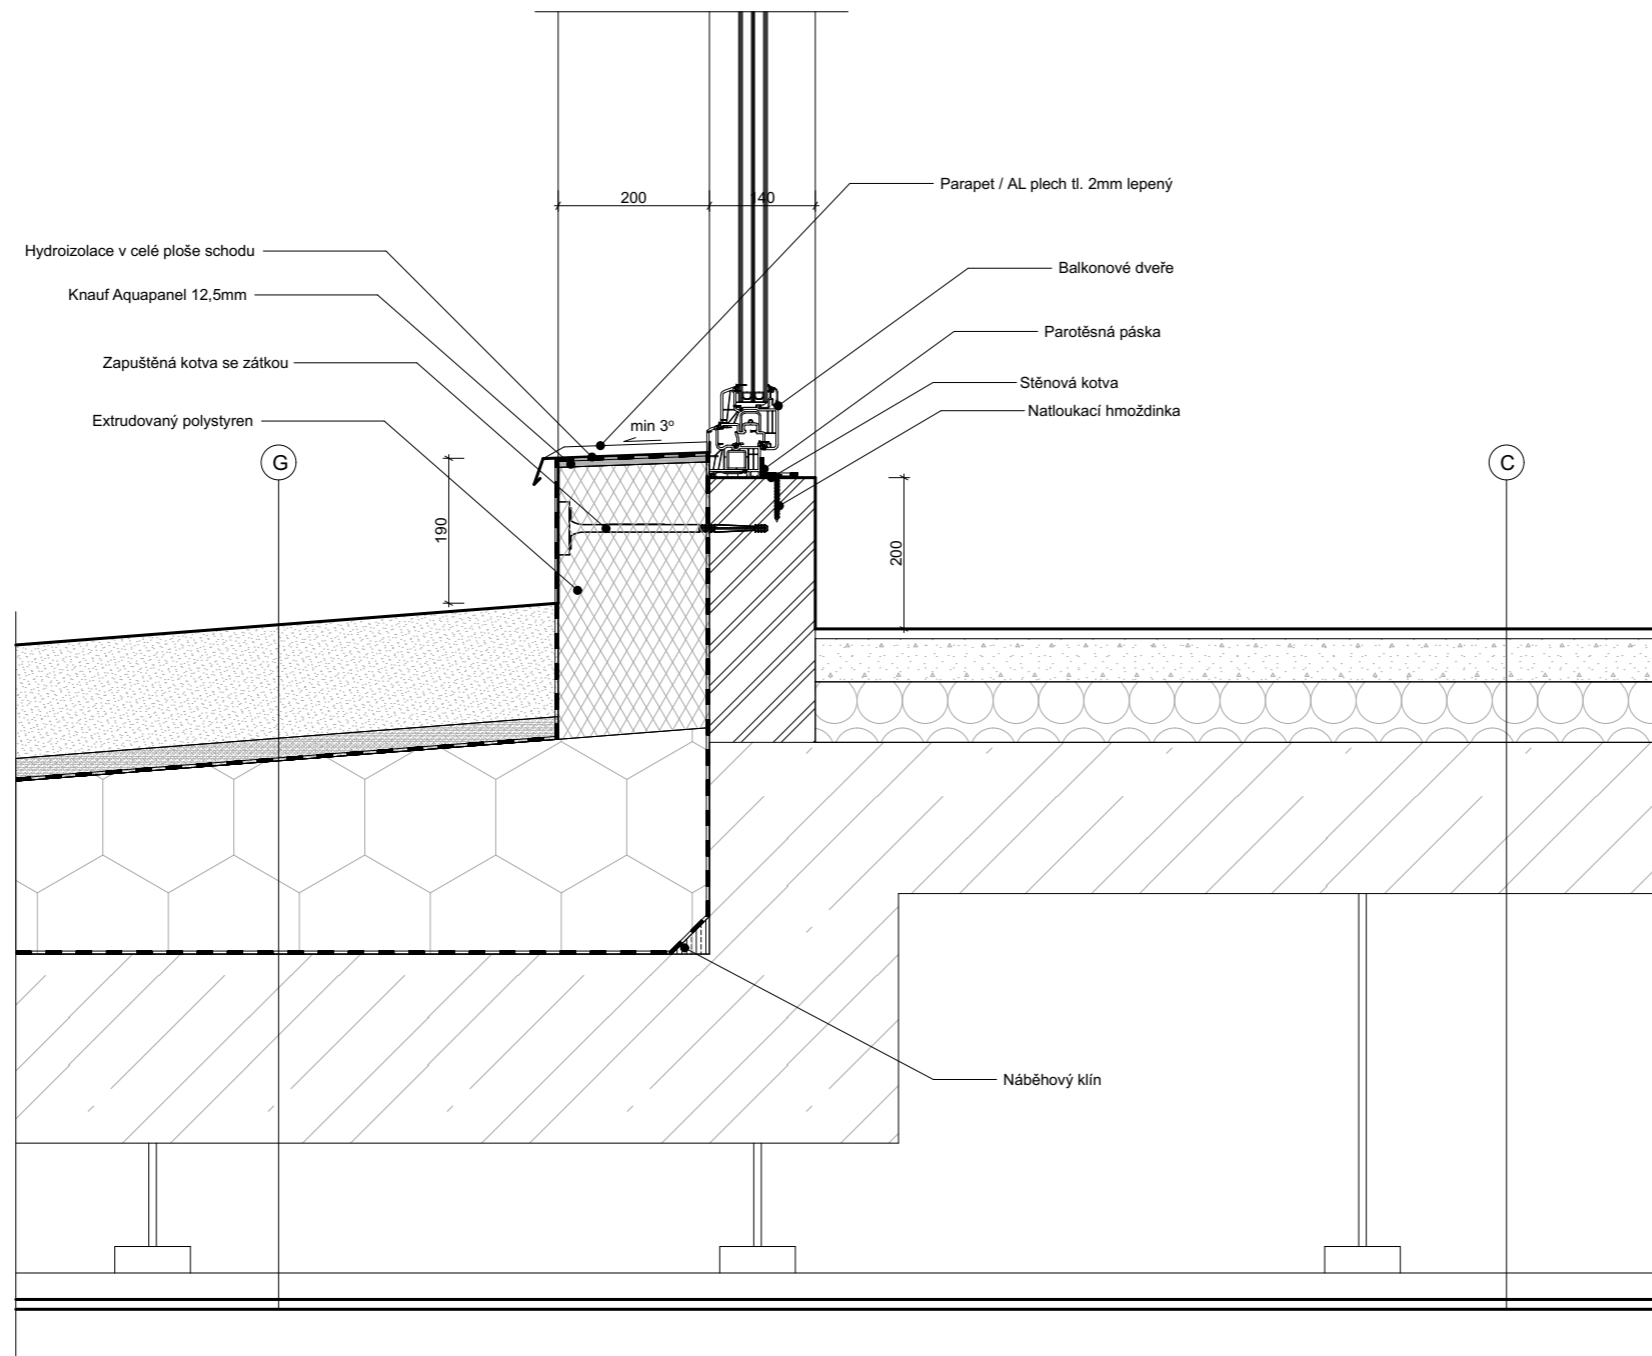 Parapet / AL plech tl. 2mm lepený
200
140
Hydroizolace v celé ploše schodu
Balkonové dveře
Knauf Aquapanel 12,5mm
Parotěsná páska
Zapuštěná kotva se zátkou
Stěnová kotva
Natloukací hmoždinka
Extrudovaný polystyren
min 3º
G
C
190
200
Náběhový klín